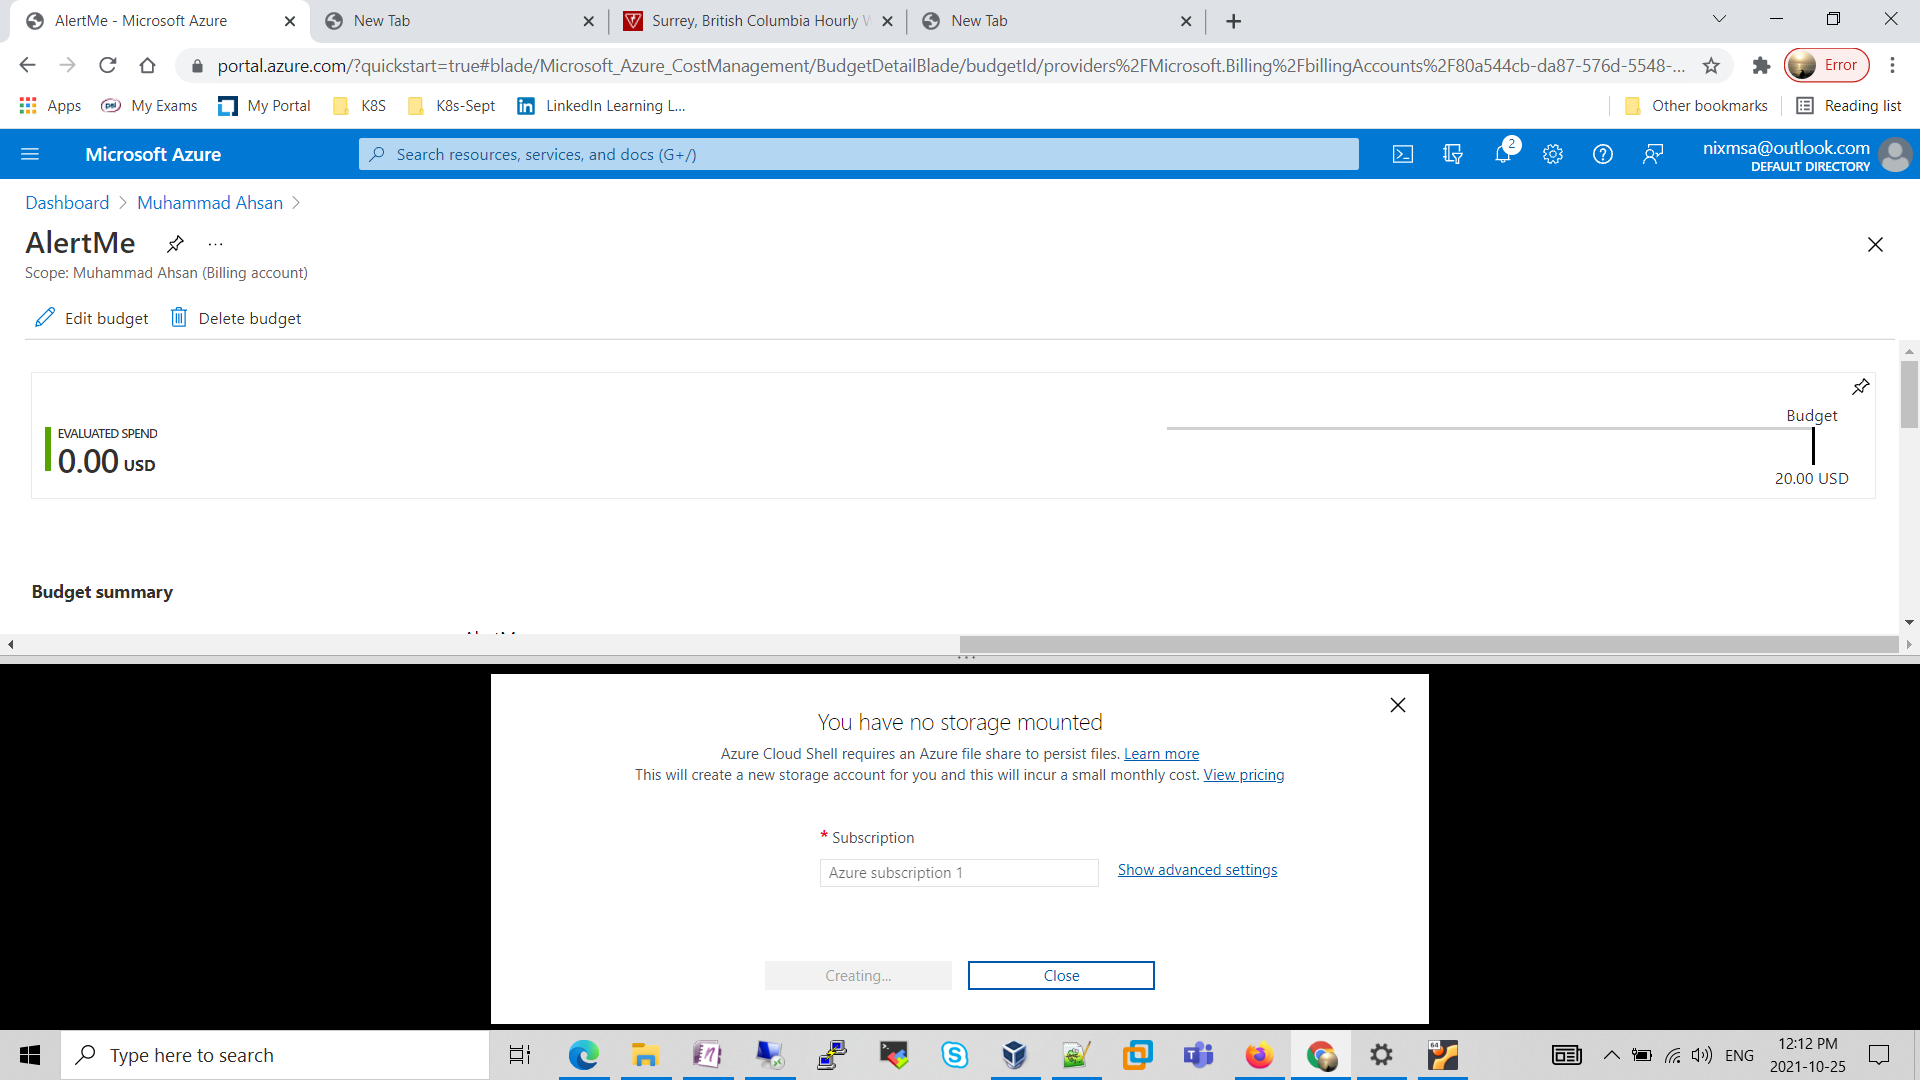 AlertMe - Microsoft Azure
New Tab
Surrey, British Columbia Hourly
New Tab
portal.azure.com/?quickstart=true#blade/Microsoft_Azure_CostManagement/BudgetDetailBlade/budgetId/providers%2FMicrosoft.Billing%2FbillingAccounts%2F80a544cb-da87-576d-5548-...
Error
Apps
My Exams
My Portal
K8S
K8s-Sept
LinkedIn Learning L...
Other bookmarks
Reading list
Microsoft Azure
Search resources, services, and docs (G+/)
2
nixmsa@outlook.com
DEFAULT DIRECTORY
Dashboard > Muhammad Ahsan >
AlertMe ...
Scope: Muhammad Ahsan (Billing account)
Edit budget
Delete budget
EVALUATED SPEND
0.00 USD
Budget
20.00 USD
Budget summary
You have no storage mounted
Azure Cloud Shell requires an Azure file share to persist files. Learn more
This will create a new storage account for you and this will incur a small monthly cost. View pricing
* Subscription
Azure subscription 1
Show advanced settings
Creating...
Close
Type here to search
64
ENG
12:12 PM
2021-10-25